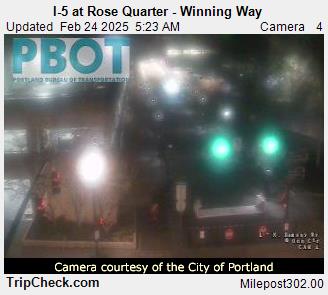 I-5 at Rose Quarter - Winning Way
Updated Feb 24 2025 5:23 AM Camera 4
PBOT
PORTLAND BUREAU OF TRANSPORTATION
Camera courtesy of the City of Portland
TripCheck.com Milepost302.00